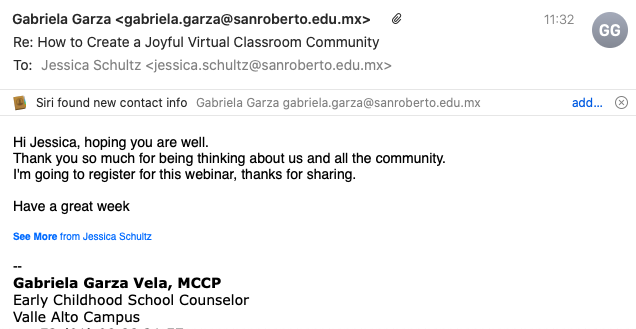 Gabriela Garza <gabriela.garza@sanroberto.edu.mx> 11:32
GG
Re: How to Create a Joyful Virtual Classroom Community
To: Jessica Schultz <jessica.schultz@sanroberto.edu.mx>
Siri found new contact info Gabriela Garza gabriela.garza@sanroberto.edu.mx add...
Hi Jessica, hoping you are well.
Thank you so much for being thinking about us and all the community.
I'm going to register for this webinar, thanks for sharing.
Have a great week
See More from Jessica Schultz
--
Gabriela Garza Vela, MCCP
Early Childhood School Counselor
Valle Alto Campus